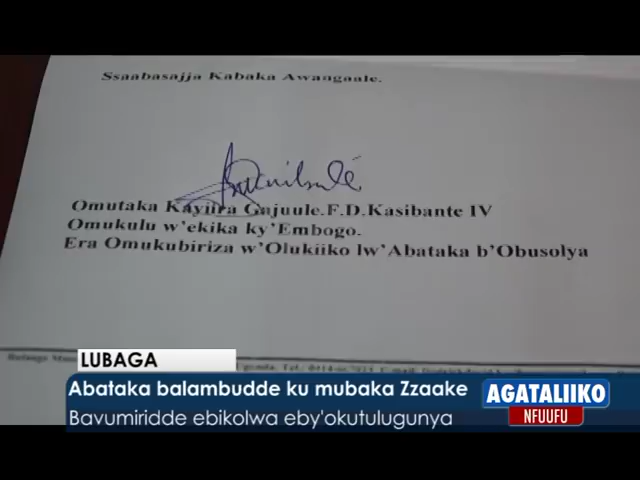 Ssaabasajja Kabaka Awangaale.
Omutaka Kayiira Gajuule.F.D.Kasibante IV
Omukulu w'ekika ky'Embogo.
Era Omukubiriza w'Olukiiko lw'Abataka b'Obusolya
LUBAGA
Abataka balambudde ku mubaka Zzaake
Bavumiridde ebikolwa eby'okutulugunya
AGATALIIKO
NFUUFU